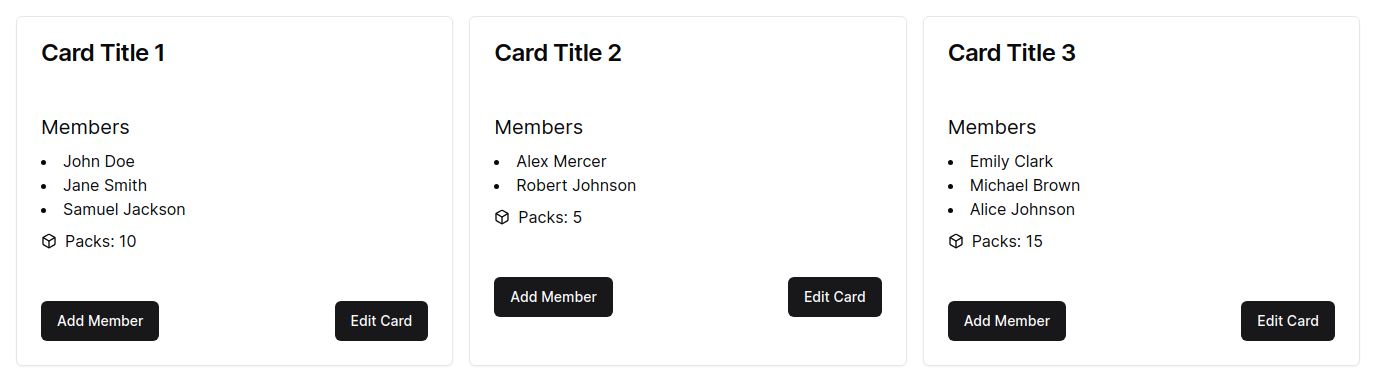 Card Title 1
Members
John Doe
Jane Smith
Samuel Jackson
Packs: 10
Add Member
Edit Card
Card Title 2
Members
Alex Mercer
Robert Johnson
Packs: 5
Add Member
Edit Card
Card Title 3
Members
Emily Clark
Michael Brown
Alice Johnson
Packs: 15
Add Member
Edit Card